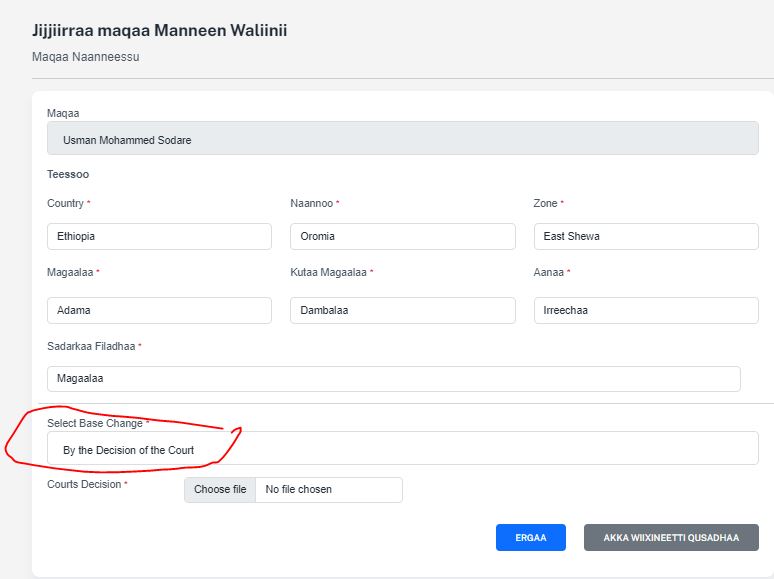 Jijjiirraa maqaa Manneen Waliinii
Maqaa Naanneessu
Maqaa
Usman Mohammed Sodare
Teessoo
Country * Naannoo * Zone *
Ethiopia Oromia East Shewa
Magaalaa * Kutaa Magaalaa * Aanaa *
Adama Dambalaa Irreechaa
Sadarkaa Filadhaa *
Magaalaa
Select Base Change *
By the Decision of the Court
Courts Decision * Choose file No file chosen
ERGAA AKKA WIIXINEETTI QUSADHAA